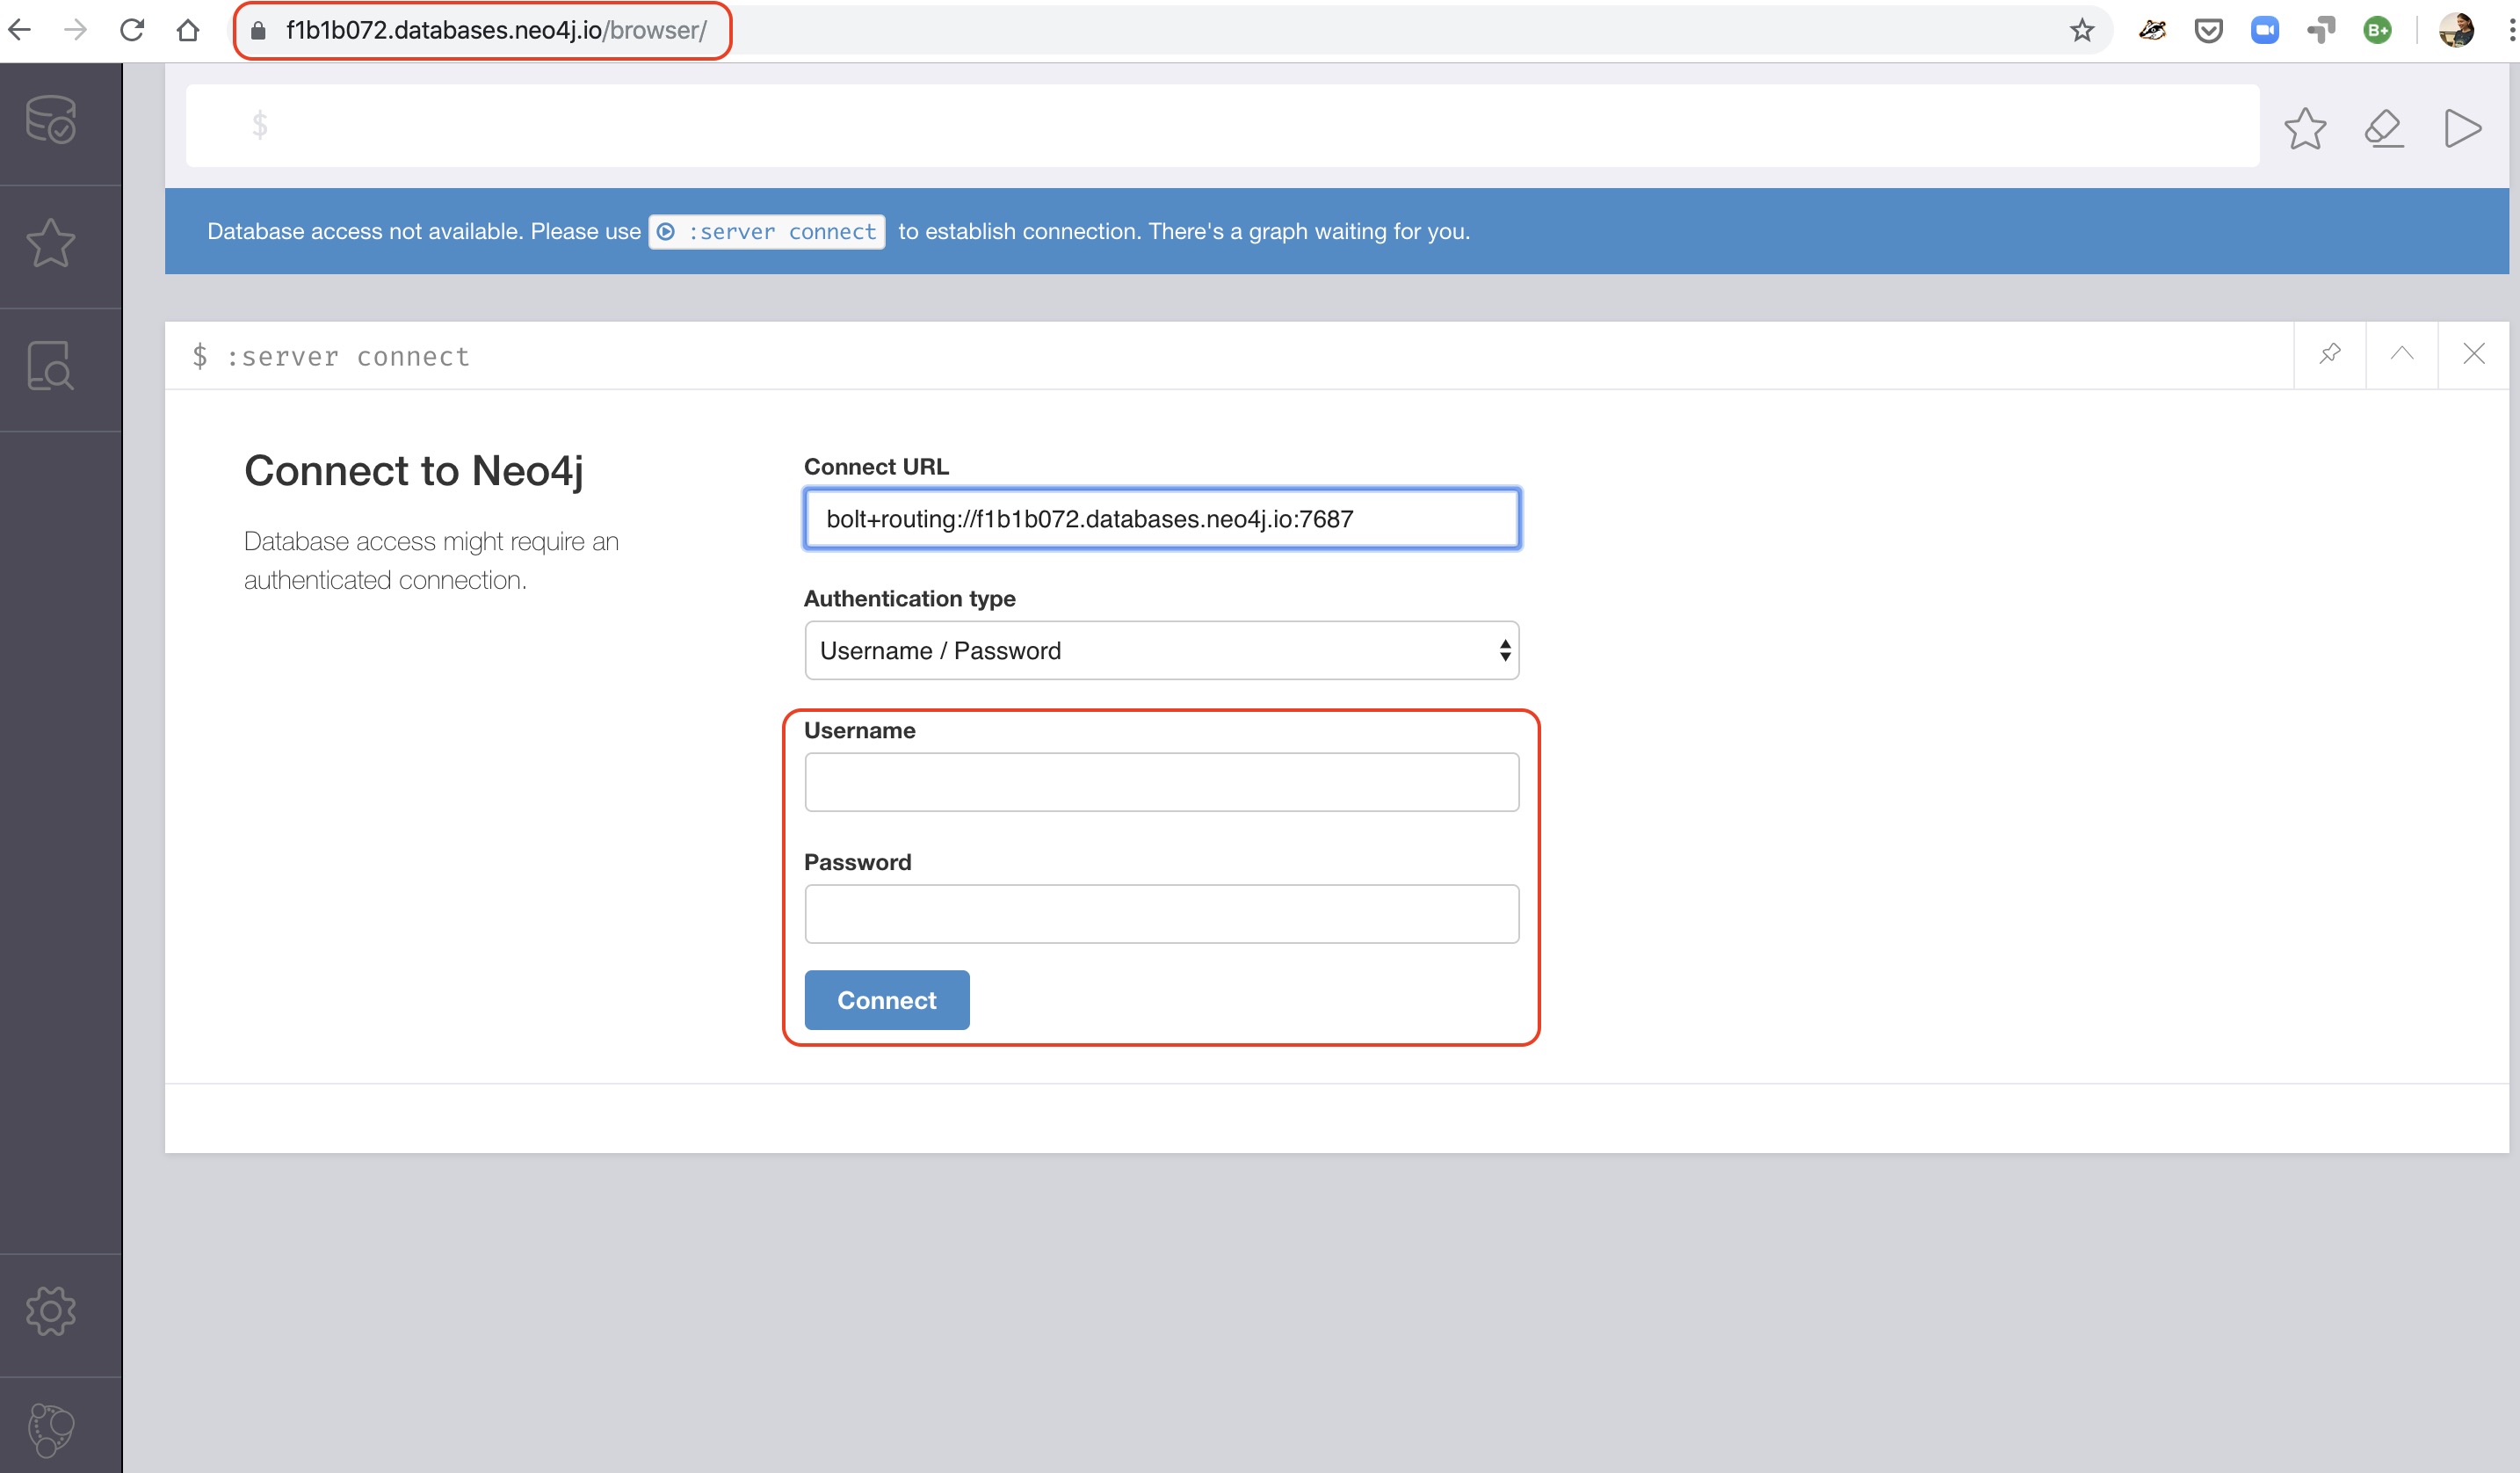 f1b1b072.databases.neo4j.io/browser/
B+
$
Database access not available. Please use :server connect to establish connection. There's a graph waiting for you.
$ :server connect
Connect to Neo4j
Database access might require an
authenticated connection.
Connect URL
bolt+routing://f1b1b072.databases.neo4j.io:7687
Authentication type
Username / Password
Username
Password
Connect